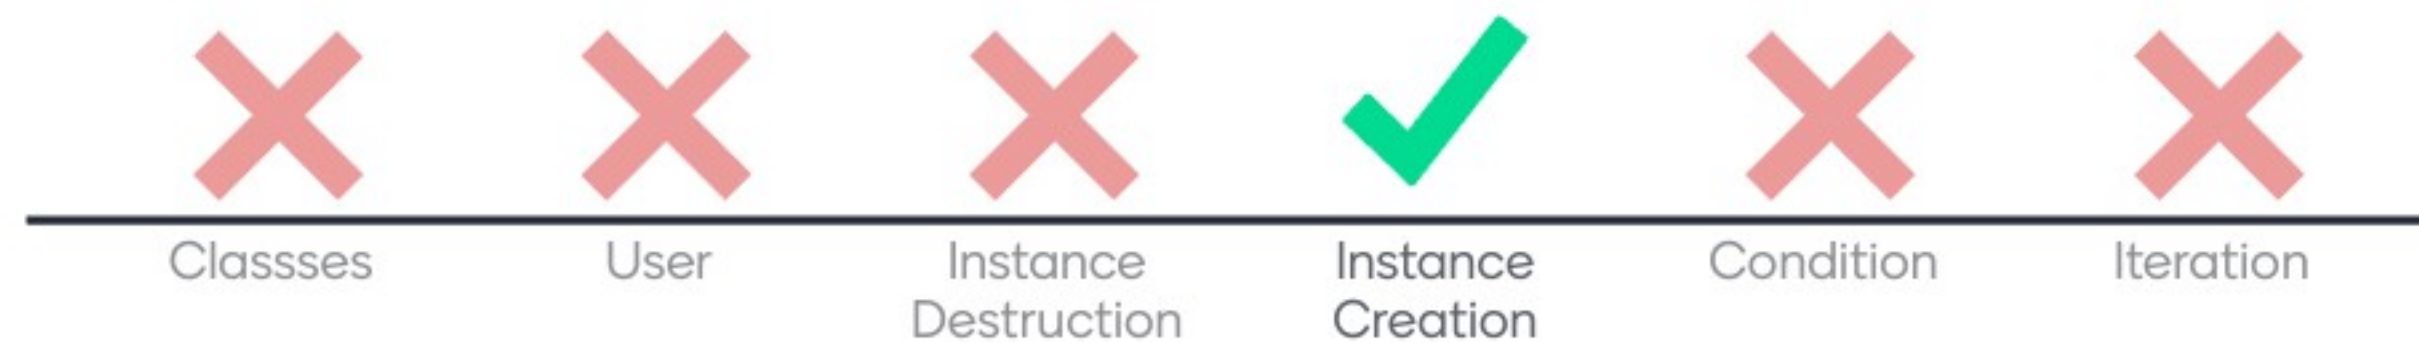 Classses
User
Instance
Destruction
Instance
Creation
Condition
Iteration